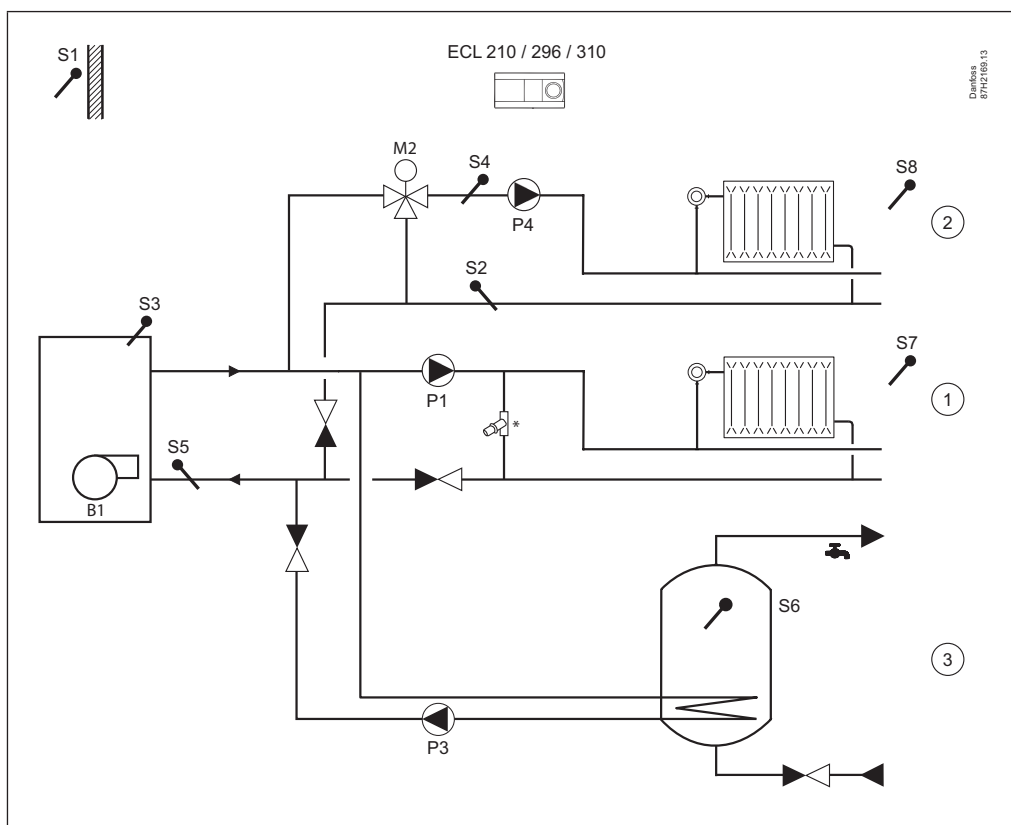 S1
ECL 210 / 296 / 310
Danfoss
87H2169.13
M2
S4
P4
S8
2
S2
S3
S7
P1
*
1
S5
B1
S6
3
P3